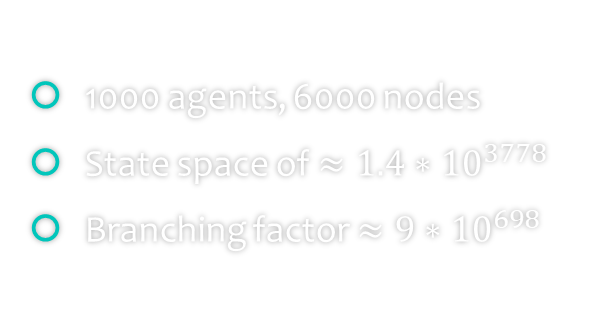 1000 agents, 6000 nodes
State space of ≈ 1.4 * 10^3778
Branching factor ≈ 9 * 10^698